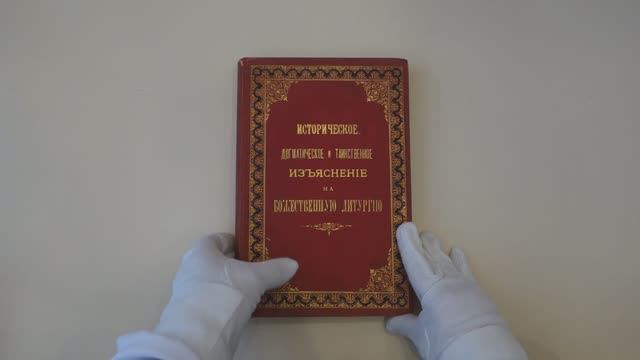 ИСТОРИЧЕСКОЕ,
ДОГМАТИЧЕСКОЕ и ТАИНСТВЕННОЕ
ИЗЪЯСНЕНІЕ
НА
БОЖЕСТВЕННУЮ ЛИТУРГІЮ